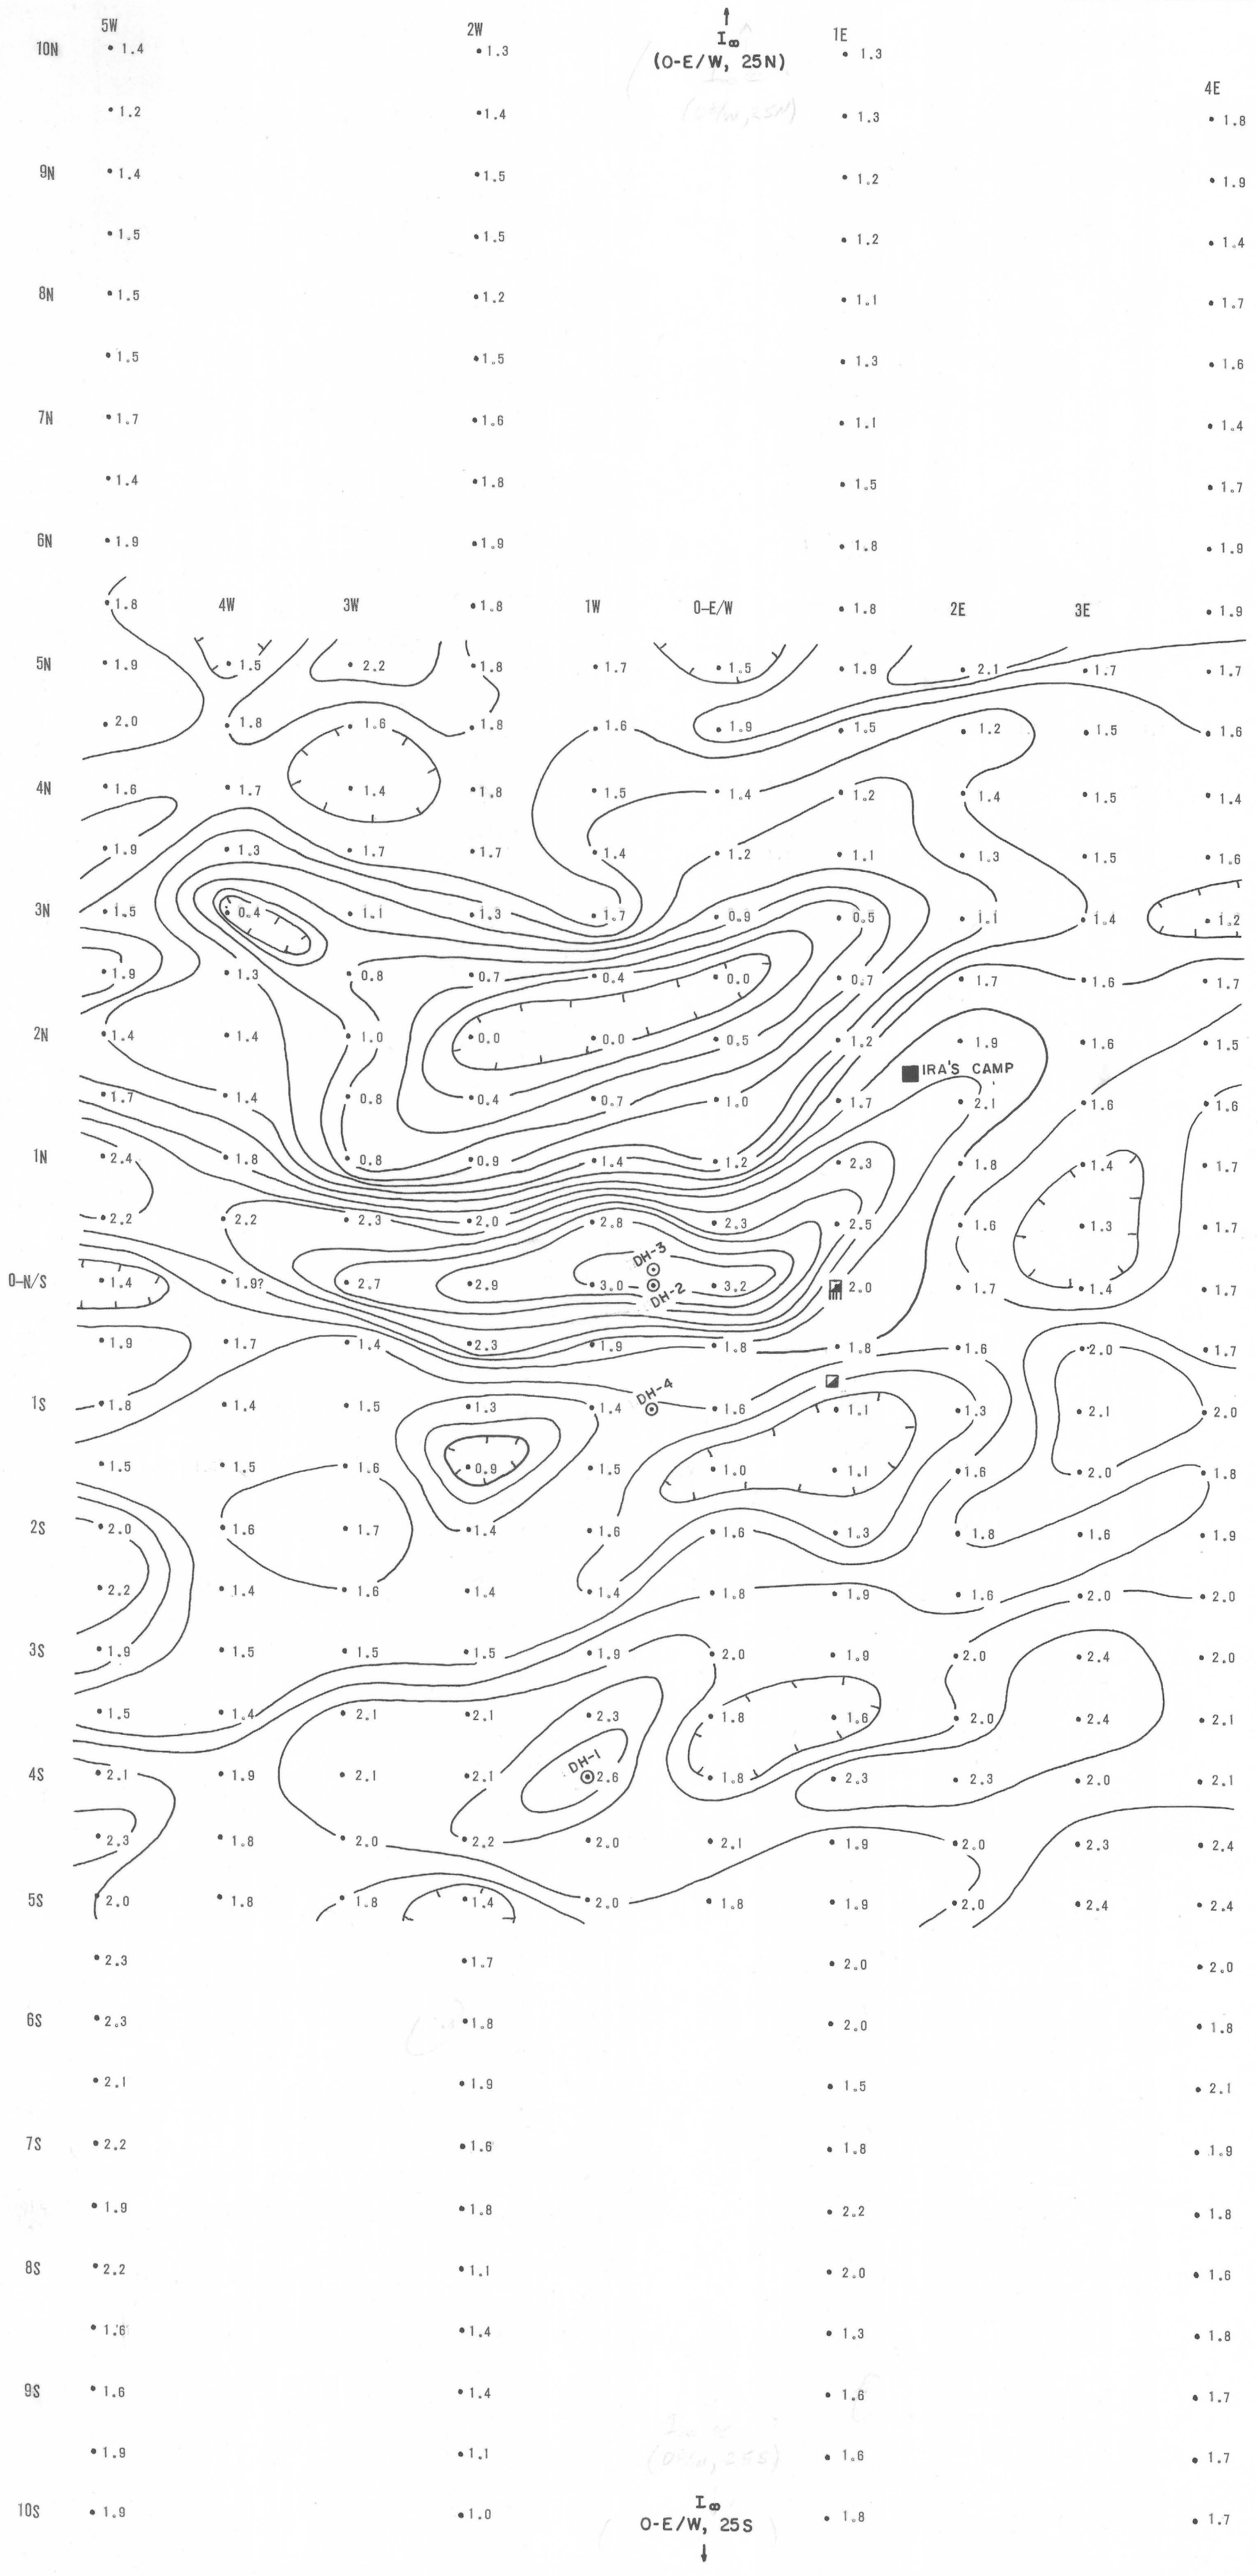 5W 2W 1E
10N 1.4 1.3 I∞ 1.3
(O-E/W, 25N)
4E
1.2 1.4 1.3 1.8
9N 1.4 1.5 1.2 1.9
1.5 1.5 1.2 1.4
8N 1.5 1.2 1.1 1.7
1.5 1.5 1.3 1.6
7N 1.7 1.6 1.1 1.4
1.4 1.8 1.5 1.7
6N 1.9 1.9 1.8 1.9
1.8 4W 3W 1.8 1W 0-E/W 1.8 2E 3E 1.9
5N 1.9 1.5 2.2 1.8 1.7 1.5 1.9 2.1 1.7 1.7
2.0 1.8 1.6 1.8 1.6 1.9 1.5 1.2 1.5 1.6
4N 1.6 1.7 1.4 1.8 1.5 1.4 1.2 1.4 1.5 1.4
1.9 1.3 1.7 1.7 1.4 1.2 1.1 1.3 1.5 1.6
3N 1.5 0.4 1.1 1.3 1.7 0.9 0.5 1.1 1.4 1.2
1.9 1.3 0.8 0.7 0.4 0.0 0.7 1.7 1.6 1.7
2N 1.4 1.4 1.0 0.0 0.0 0.5 1.2 1.9 1.6 1.5
IRA'S CAMP
1.7 1.4 0.8 0.4 0.7 1.0 1.7 2.1 1.6 1.6
1N 2.4 1.8 0.8 0.9 1.4 1.2 2.3 1.8 1.4 1.7
2.2 2.2 2.3 2.0 2.8 2.3 2.5 1.6 1.3 1.7
DH-3
0-N/S 1.4 1.9? 2.7 2.9 3.0 3.2 2.0 1.7 1.4 1.7
DH-2
1.9 1.7 1.4 2.3 1.9 1.8 1.8 1.6 2.0 1.7
DH-4
1S 1.8 1.4 1.5 1.3 1.4 1.6 1.1 1.3 2.1 2.0
1.5 1.5 1.6 0.9 1.5 1.0 1.1 1.6 2.0 1.8
2S 2.0 1.6 1.7 1.4 1.6 1.6 1.3 1.8 1.6 1.9
2.2 1.4 1.6 1.4 1.4 1.8 1.9 1.6 2.0 2.0
3S 1.9 1.5 1.5 1.5 1.9 2.0 1.9 2.0 2.4 2.0
1.5 1.4 2.1 2.1 2.3 1.8 1.6 2.0 2.4 2.1
DH-1
4S 2.1 1.9 2.1 2.1 2.6 1.8 2.3 2.3 2.0 2.1
2.3 1.8 2.0 2.2 2.0 2.1 1.9 2.0 2.3 2.4
5S 2.0 1.8 1.8 1.4 2.0 1.8 1.9 2.0 2.4 2.4
2.3 1.7 2.0 2.0
6S 2.3 1.8 2.0 1.8
2.1 1.9 1.5 2.1
7S 2.2 1.6 1.8 1.9
1.9 1.8 2.2 1.8
8S 2.2 1.1 2.0 1.6
1.6 1.4 1.3 1.8
9S 1.6 1.4 1.6 1.7
1.9 1.1 1.6 1.7
10S 1.9 1.0 I∞ 1.8 1.7
O-E/W, 25S